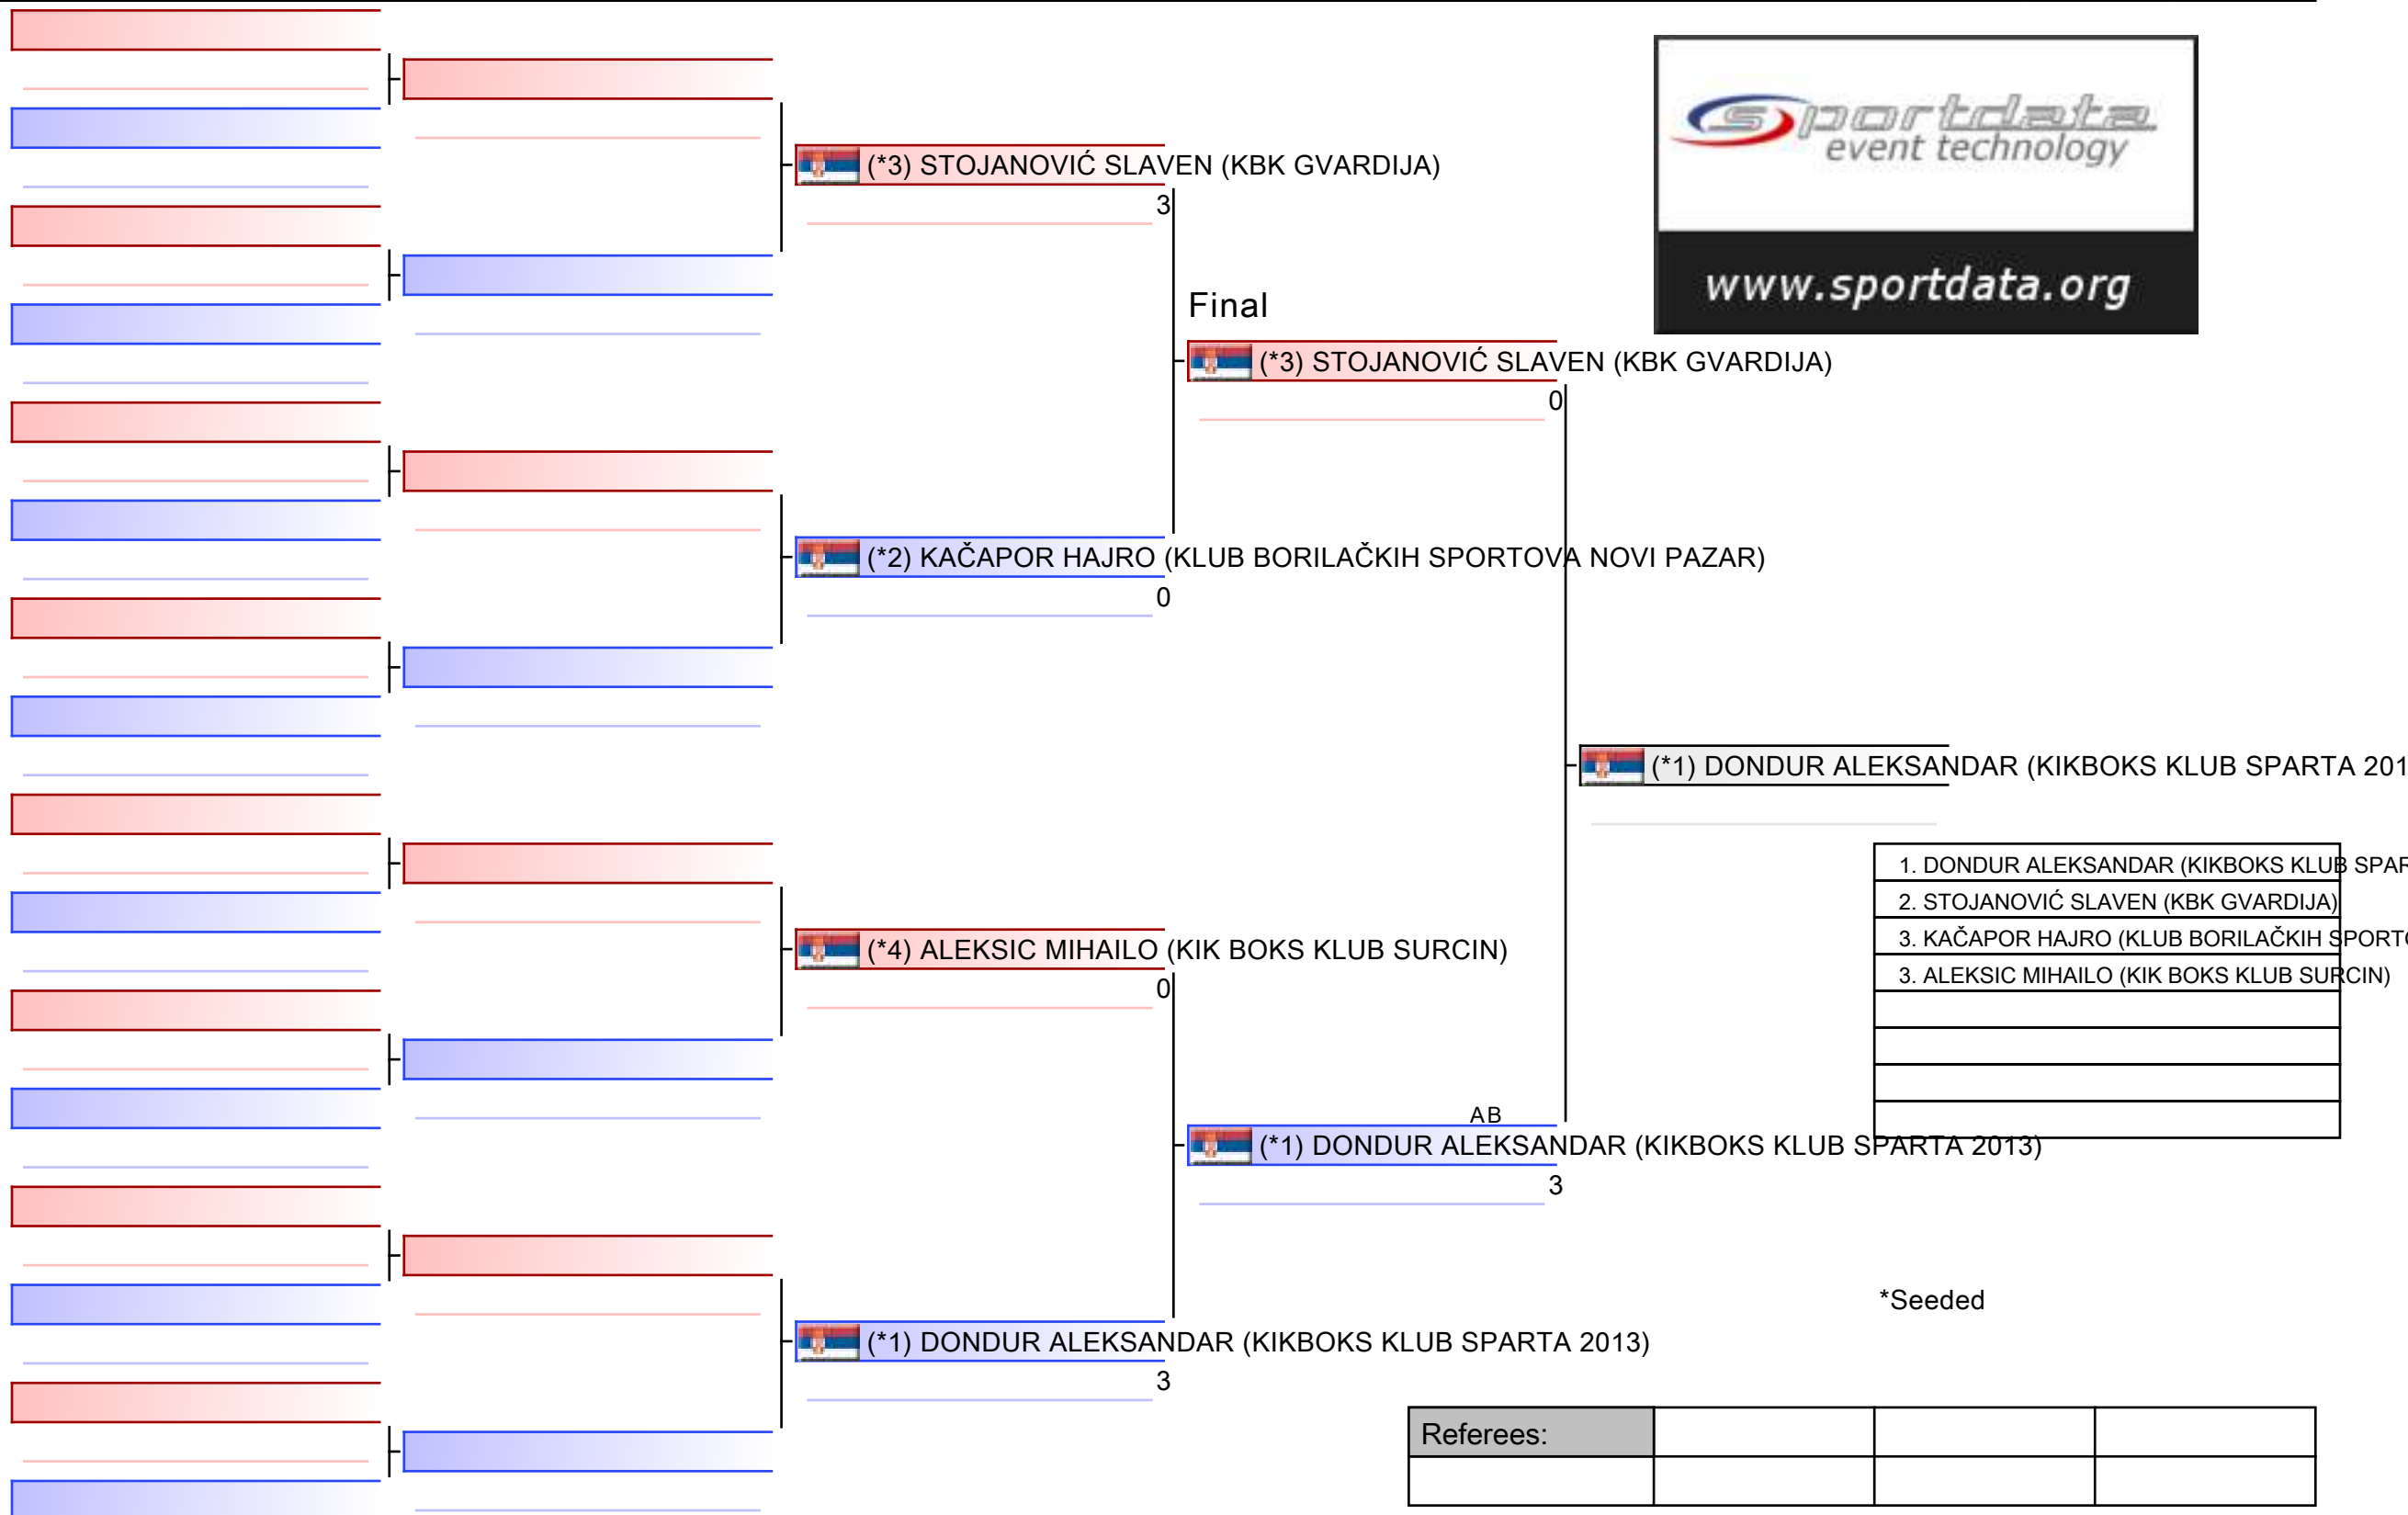 sportdata
event technology
www.sportdata.org
(*3) STOJANOVIĆ SLAVEN (KBK GVARDIJA)
3
Final
(*3) STOJANOVIĆ SLAVEN (KBK GVARDIJA)
0
(*2) KAČAPOR HAJRO (KLUB BORILAČKIH SPORTOVA NOVI PAZAR)
0
(*1) DONDUR ALEKSANDAR (KIKBOKS KLUB SPARTA 201
1. DONDUR ALEKSANDAR (KIKBOKS KLUB SPAR
2. STOJANOVIĆ SLAVEN (KBK GVARDIJA)
3. KAČAPOR HAJRO (KLUB BORILAČKIH SPORTO
3. ALEKSIC MIHAILO (KIK BOKS KLUB SURCIN)
(*4) ALEKSIC MIHAILO (KIK BOKS KLUB SURCIN)
0
AB
(*1) DONDUR ALEKSANDAR (KIKBOKS KLUB SPARTA 2013)
3
*Seeded
(*1) DONDUR ALEKSANDAR (KIKBOKS KLUB SPARTA 2013)
3
Referees: